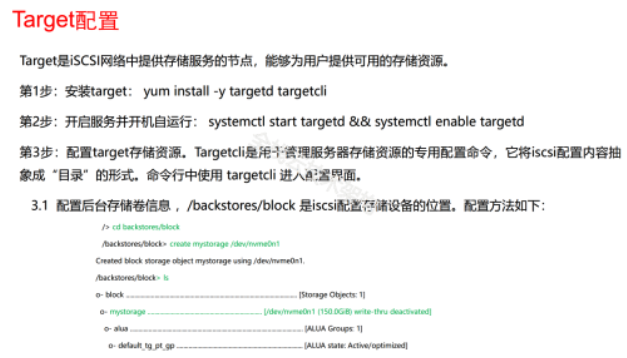 Target配置
Target是iSCSI网络中提供存储服务的节点，能够为用户提供可用的存储资源。
第1步：安装target： yum install -y targetd targetcli
第2步：开启服务并开机自运行： systemctl start targetd && systemctl enable targetd
第3步：配置target存储资源。Targetcli是用于管理服务器存储资源的专用配置命令，它将iscsi配置内容抽
象成“目录”的形式。命令行中使用 targetcli 进入配置界面。
3.1 配置后台存储卷信息 ，/backstores/block 是iscsi配置存储设备的位置。配置方法如下：
/> cd backstores/block
/backstores/block> create mystorage /dev/nvme0n1
Created block storage object mystorage using /dev/nvme0n1.
/backstores/block> ls
o- block ................................................................................ [Storage Objects: 1]
o- mystorage ..................................................... [/dev/nvme0n1 (150.0GiB) write-thru deactivated]
o- alua ................................................................................ [ALUA Groups: 1]
o- default_tg_pt_gp ........................................................... [ALUA state: Active/optimized]